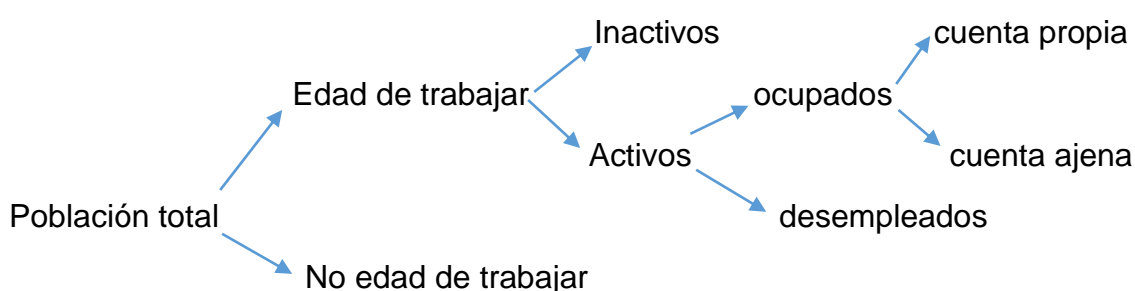 Inactivos
cuenta propia
Edad de trabajar
ocupados
Activos
cuenta ajena
Población total
desempleados
No edad de trabajar